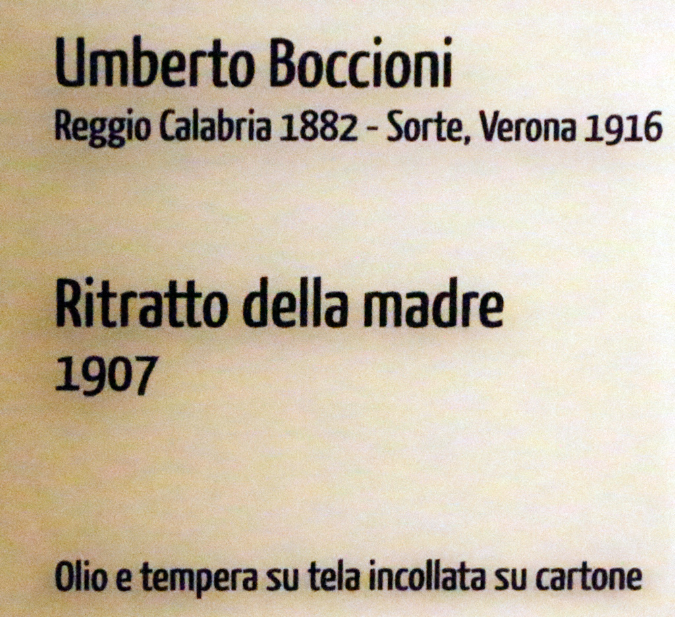 Umberto Boccioni
Reggio Calabria 1882 - Sorte, Verona 1916
Ritratto della madre
1907
Olio e tempera su tela incollata su cartone